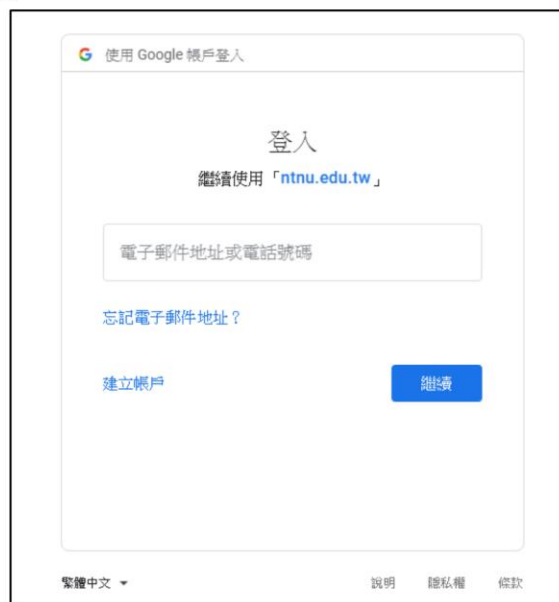 使用 Google 帳戶登入
登入
繼續使用「ntnu.edu.tw」
電子郵件地址或電話號碼
忘記電子郵件地址？
建立帳戶 繼續
繁體中文 說明 隱私權 條款